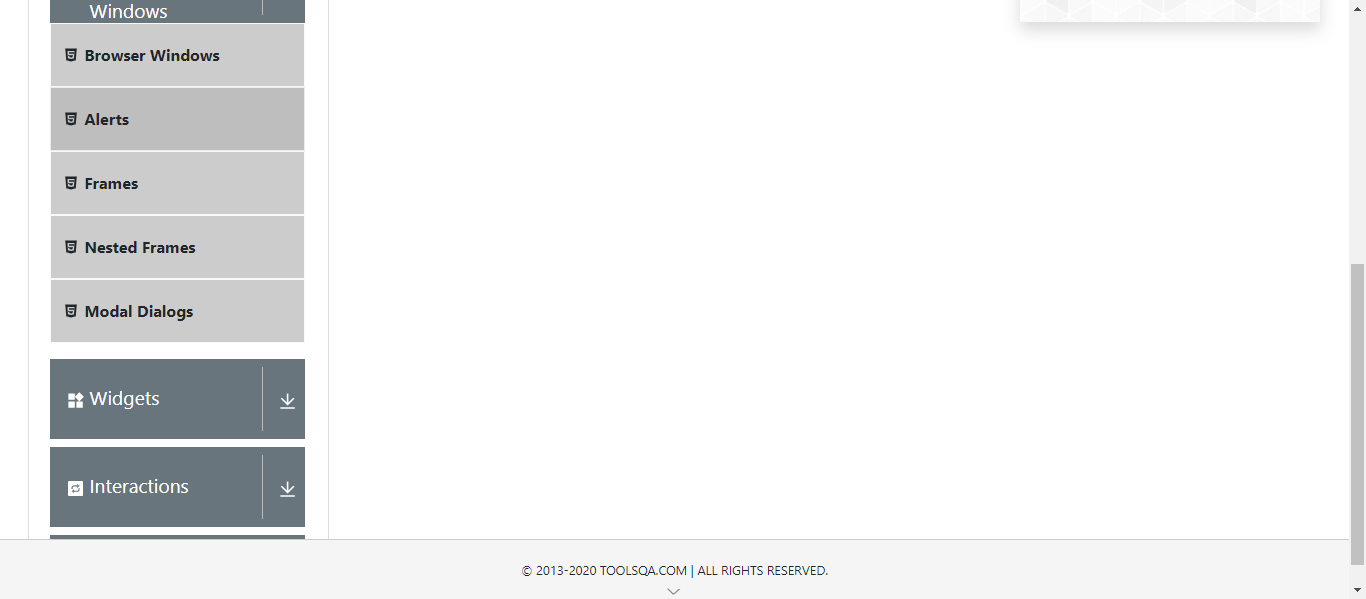 Windows
Browser Windows
Alerts
Frames
Nested Frames
Modal Dialogs
Widgets
Interactions
© 2013-2020 TOOLSQA.COM | ALL RIGHTS RESERVED.